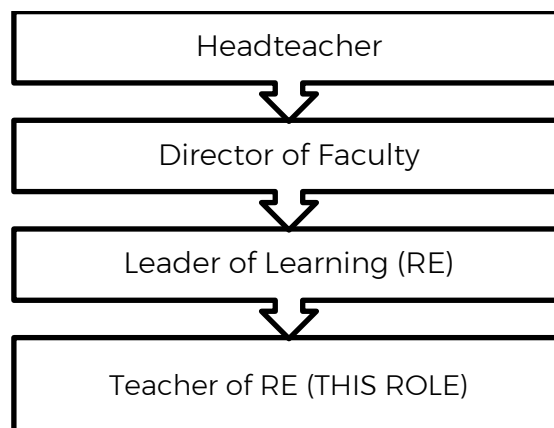 Headteacher
Director of Faculty
Leader of Learning (RE)
Teacher of RE (THIS ROLE)